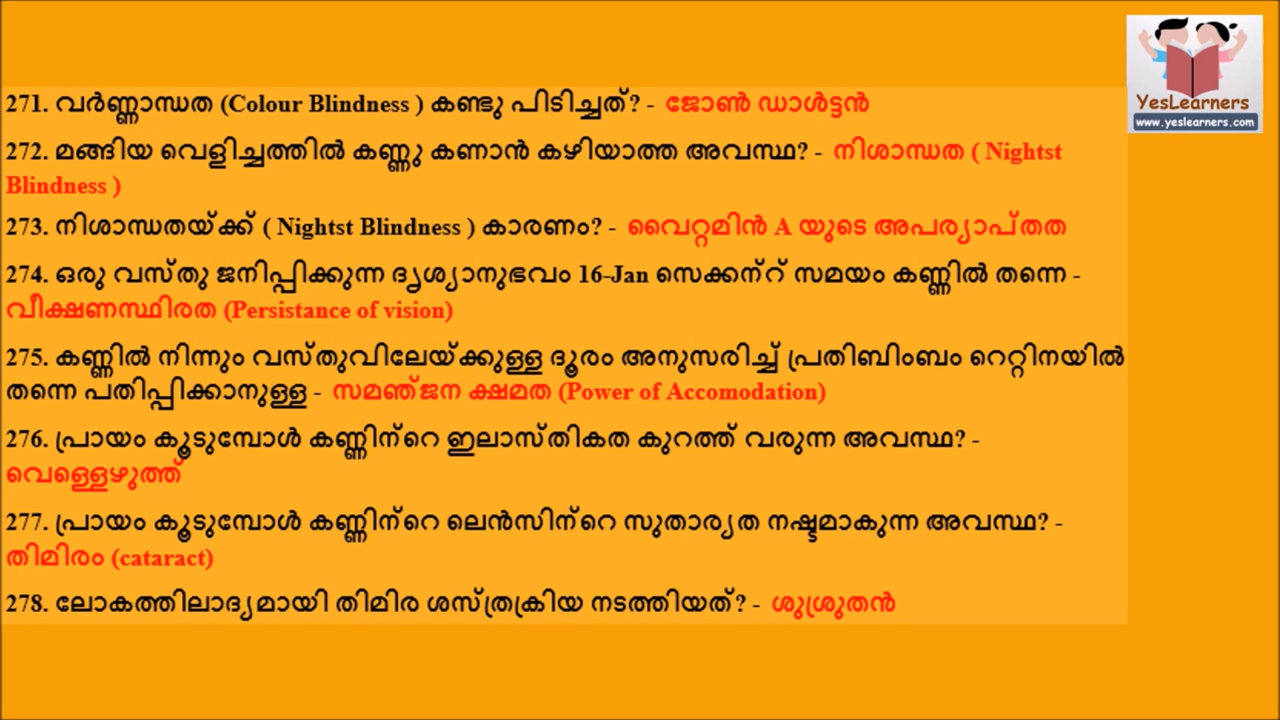 YesLearners
www.yeslearners.com
271. വർണ്ണാന്ധത (Colour Blindness ) കണ്ടു പിടിച്ചത്? - ജോൺ ഡാൾട്ടൻ
272. മങ്ങിയ വെളിച്ചത്തിൽ കണ്ണു കണാൻ കഴിയാത്ത അവസ്ഥ? - നിശാന്ധത ( Nightst
Blindness )
273. നിശാന്ധതയ്ക്ക് ( Nightst Blindness ) കാരണം? - വൈറ്റമിൻ A യുടെ അപര്യാപ്തത
274. ഒരു വസ്തു ജനിപ്പിക്കുന്ന ദൃശ്യാനുഭവം 16-Jan സെക്കന്റ് സമയം കണ്ണിൽ തന്നെ -
വീക്ഷണസ്ഥിരത (Persistance of vision)
275. കണ്ണിൽ നിന്നും വസ്തുവിലേയ്ക്കുള്ള ദൂരം അനുസരിച്ച് പ്രതിബിംബം റെറ്റിനയിൽ
തന്നെ പതിപ്പിക്കാനുള്ള - സമഞ്ജന ക്ഷമത (Power of Accomodation)
276. പ്രായം കൂടുമ്പോൾ കണ്ണിന്റെ ഇലാസ്തികത കുറത്ത് വരുന്ന അവസ്ഥ? -
വെള്ളെഴുത്ത്
277. പ്രായം കൂടുമ്പോൾ കണ്ണിന്റെ ലെൻസിന്റെ സുതാര്യത നഷ്ടമാകുന്ന അവസ്ഥ? -
തിമിരം (cataract)
278. ലോകത്തിലാദ്യമായി തിമിര ശസ്ത്രക്രിയ നടത്തിയത്? - ശുശ്രുതൻ